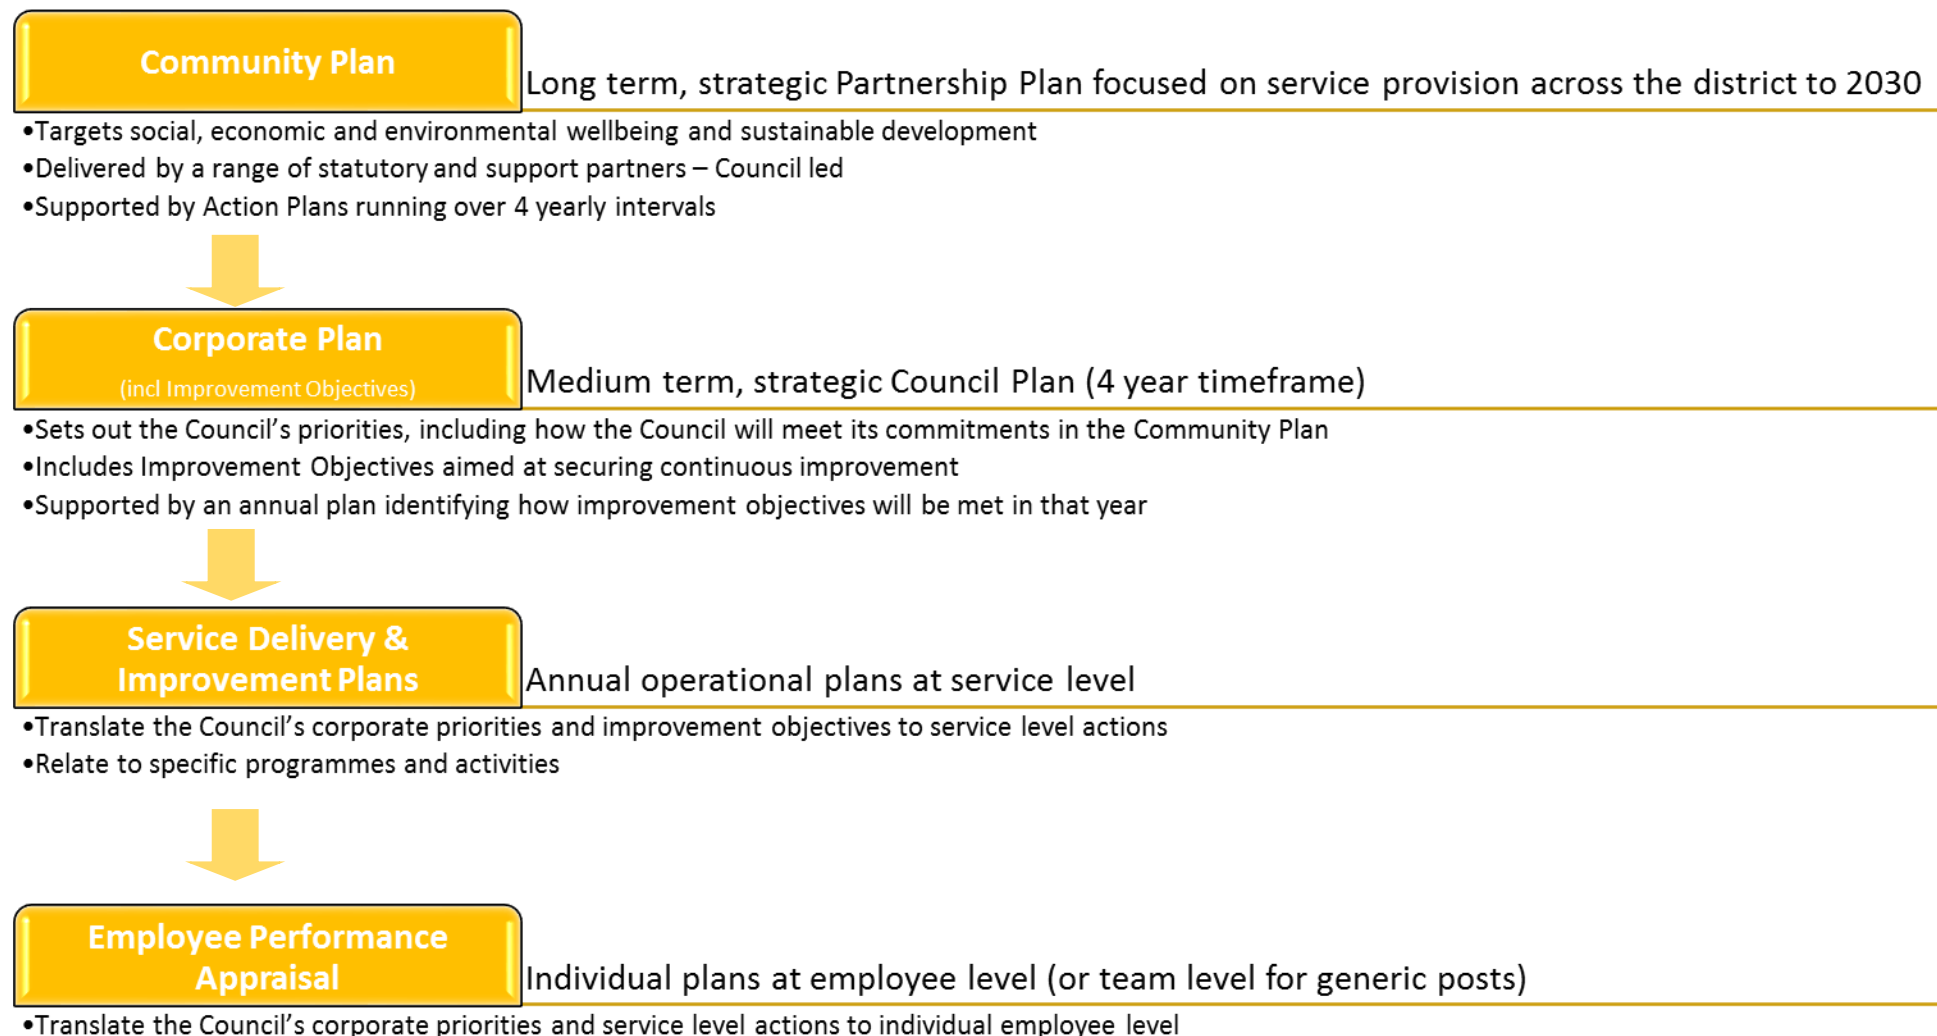 Community Plan
Long term, strategic Partnership Plan focused on service provision across the district to 2030
•Targets social, economic and environmental wellbeing and sustainable development
•Delivered by a range of statutory and support partners – Council led
•Supported by Action Plans running over 4 yearly intervals
Corporate Plan
(incl Improvement Objectives)
Medium term, strategic Council Plan (4 year timeframe)
•Sets out the Council’s priorities, including how the Council will meet its commitments in the Community Plan
•Includes Improvement Objectives aimed at securing continuous improvement
•Supported by an annual plan identifying how improvement objectives will be met in that year
Service Delivery &
Improvement Plans
Annual operational plans at service level
•Translate the Council’s corporate priorities and improvement objectives to service level actions
•Relate to specific programmes and activities
Employee Performance
Appraisal
Individual plans at employee level (or team level for generic posts)
•Translate the Council’s corporate priorities and service level actions to individual employee level